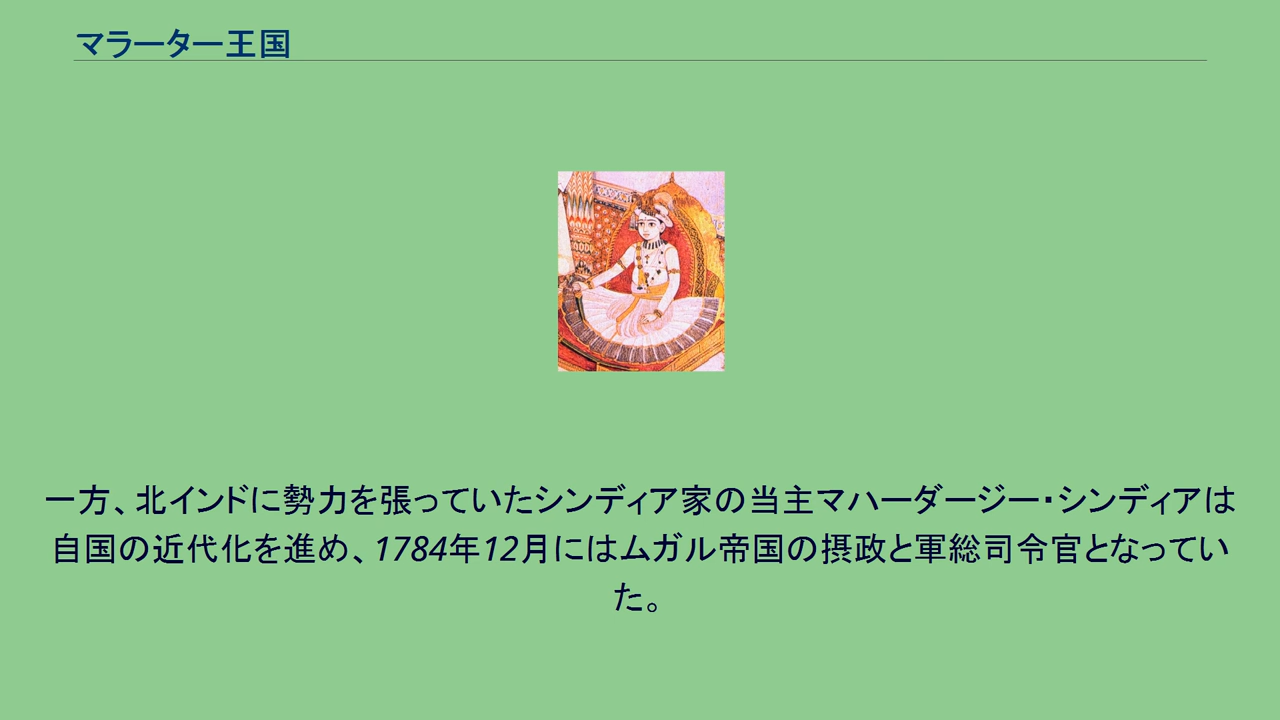 マラーター王国
一方、北インドに勢力を張っていたシンディア家の当主マハーダージー・シンディアは
自国の近代化を進め、1784年12月にはムガル帝国の摂政と軍総司令官となってい
た。